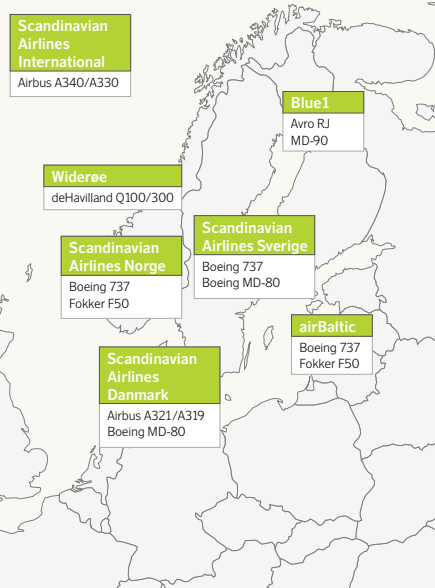 Scandinavian
Airlines
International
Airbus A340/A330
Blue1
Avro RJ
MD-90
Widerøe
deHavilland Q100/300
Scandinavian
Airlines Sverige
Boeing 737
Boeing MD-80
Scandinavian
Airlines Norge
Boeing 737
Fokker F50
airBaltic
Boeing 737
Fokker F50
Scandinavian
Airlines
Danmark
Airbus A321/A319
Boeing MD-80